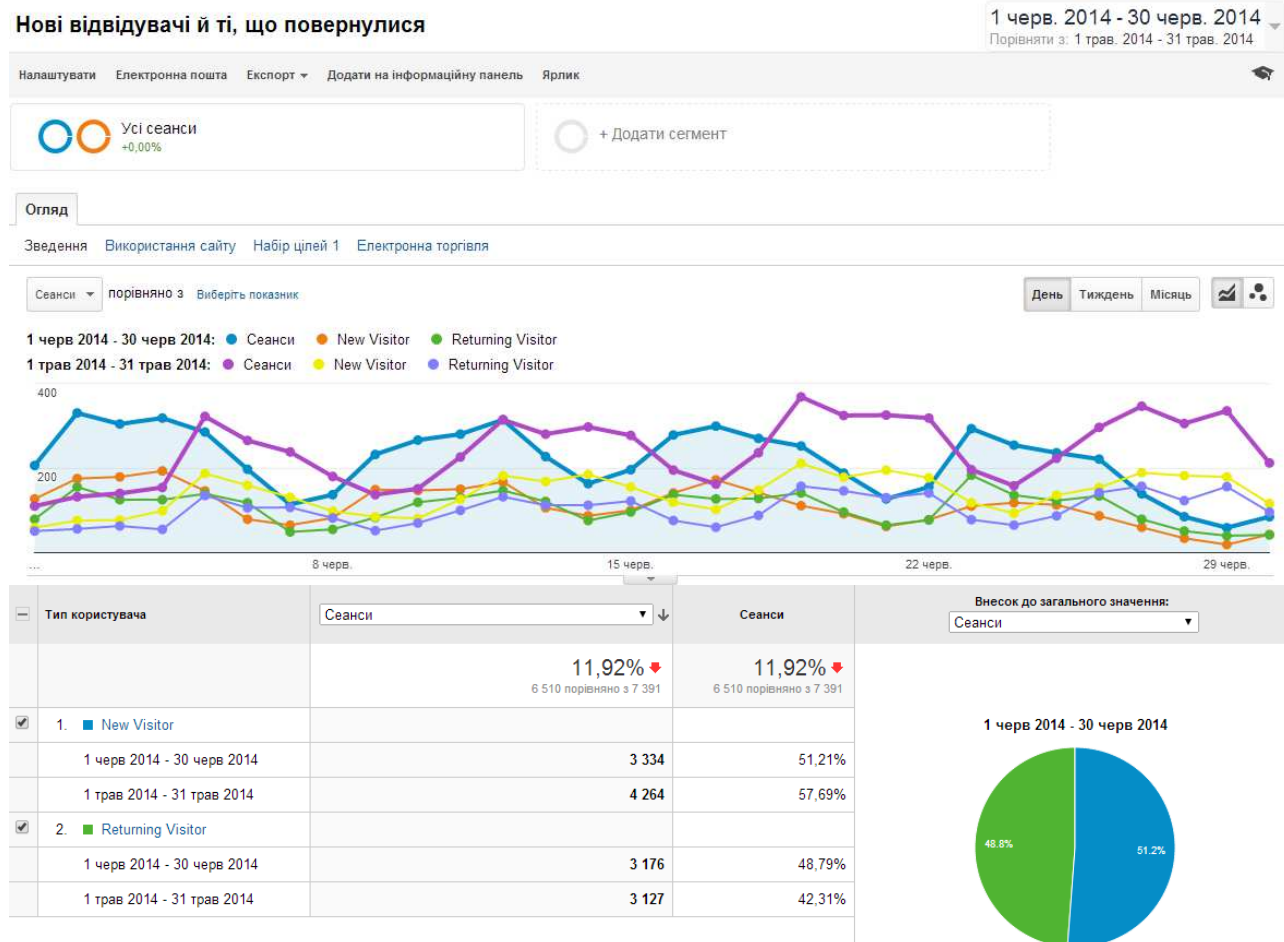 Нові відвідувачі й ті, що повернулися
1 черв. 2014 - 30 черв. 2014
Порівняти з: 1 трав. 2014 - 31 трав. 2014
Налаштувати Електронна пошта Експорт Додати на інформаційну панель Ярлик
Усі сеанси
+0,00%
+ Додати сегмент
Огляд
Зведення Використання сайту Набір цілей 1 Електронна торгівля
Сеанси порівняно з Виберіть показник
День Тиждень Місяць
1 черв 2014 - 30 черв 2014: Сеанси New Visitor Returning Visitor
1 трав 2014 - 31 трав 2014: Сеанси New Visitor Returning Visitor
400
200
... 8 черв. 15 черв. 22 черв. 29 черв.
Тип користувача Сеанси Сеанси
Внесок до загального значення:
Сеанси
11,92% 11,92%
6 510 порівняно з 7 391 6 510 порівняно з 7 391
1. New Visitor
1 черв 2014 - 30 черв 2014 3 334 51,21%
1 трав 2014 - 31 трав 2014 4 264 57,69%
2. Returning Visitor
1 черв 2014 - 30 черв 2014 3 176 48,79%
1 трав 2014 - 31 трав 2014 3 127 42,31%
1 черв 2014 - 30 черв 2014
48.8% 51.2%